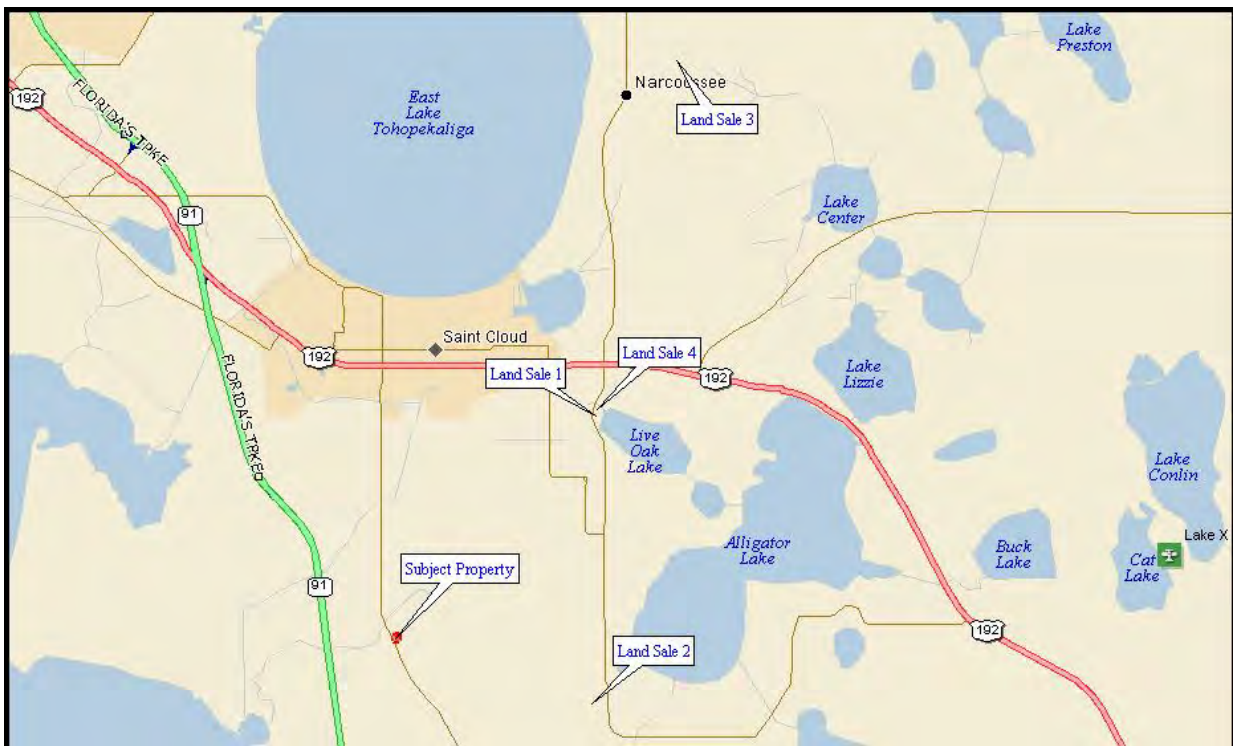 Lake
Preston
192
FLORIDA'S TPKE
East
Lake
Tohopekaliga
Narcoossee
Land Sale 3
91
Lake
Center
Saint Cloud
192
Land Sale 4
Land Sale 1
192
Lake
Lizzie
FLORIDA'S TPKE
Live
Oak
Lake
Lake
Conlin
Alligator
Lake
Buck
Lake
Lake X
Cat
Lake
Subject Property
91
192
Land Sale 2